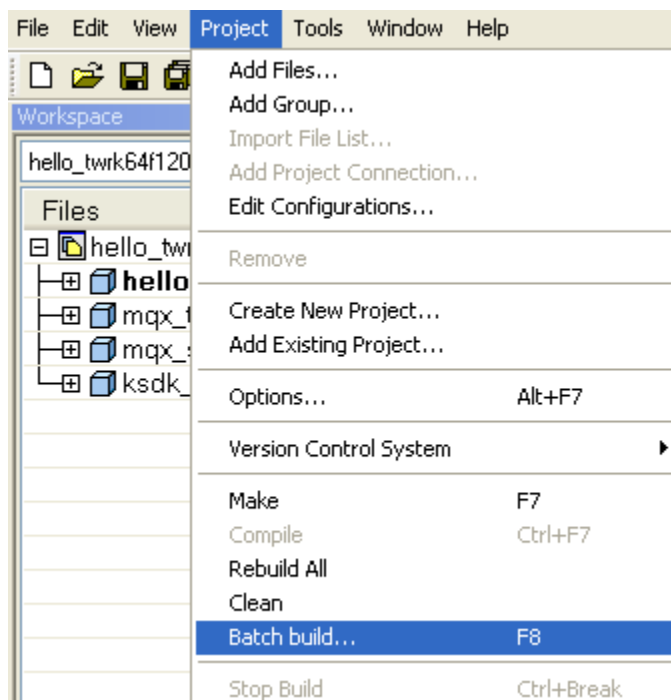 File Edit View Project Tools Window Help
Workspace
hello_twrk64f120
Files
hello_tw
hello
mqx_
mqx_
ksdk_
Add Files...
Add Group...
Import File List...
Add Project Connection...
Edit Configurations...
Remove
Create New Project...
Add Existing Project...
Options... Alt+F7
Version Control System
Make F7
Compile Ctrl+F7
Rebuild All
Clean
Batch build... F8
Stop Build Ctrl+Break